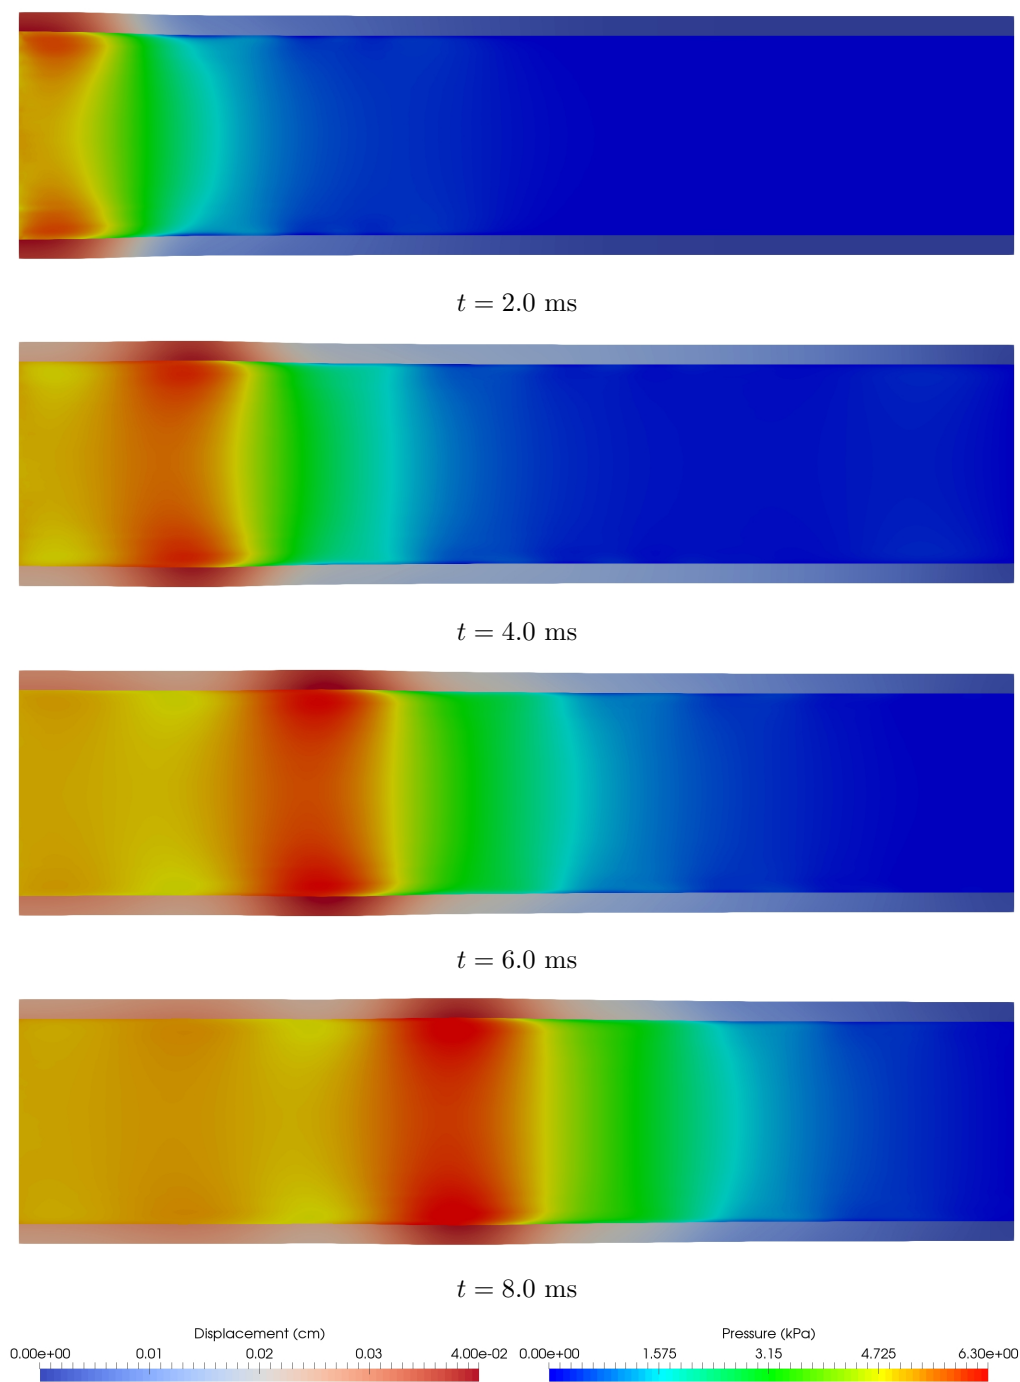 t = 2.0 ms
t = 4.0 ms
t = 6.0 ms
t = 8.0 ms
Displacement (cm)
0.00e+00 0.01 0.02 0.03 4.00e-02
Pressure (kPa)
0.00e+00 1.575 3.15 4.725 6.30e+00